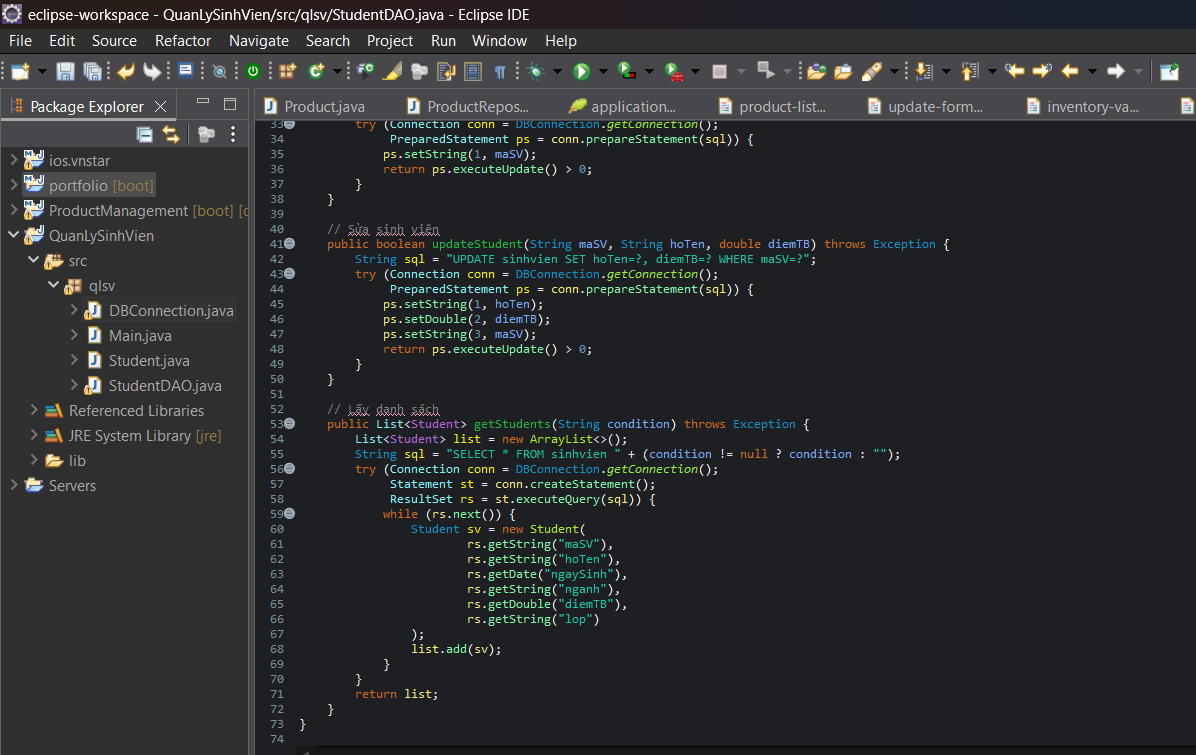 eclipse-workspace - QuanLySinhVien/src/qlsv/StudentDAO.java - Eclipse IDE
File Edit Source Refactor Navigate Search Project Run Window Help
Package Explorer
ios.vnstar
portfolio [boot]
ProductManagement [boot] [c
QuanLySinhVien
src
qlsv
DBConnection.java
Main.java
Student.java
StudentDAO.java
Referenced Libraries
JRE System Library [jre]
lib
Servers
Product.java ProductRepos... application... product-list... update-form... inventory-va...
33 try (Connection conn = DBConnection.getConnection();
34 PreparedStatement ps = conn.prepareStatement(sql)) {
35 ps.setString(1, maSV);
36 return ps.executeUpdate() > 0;
37 }
38 }
39
40 // Sửa sinh viên
41 public boolean updateStudent(String maSV, String hoTen, double diemTB) throws Exception {
42 String sql = "UPDATE sinhvien SET hoTen=?, diemTB=? WHERE maSV=?";
43 try (Connection conn = DBConnection.getConnection();
44 PreparedStatement ps = conn.prepareStatement(sql)) {
45 ps.setString(1, hoTen);
46 ps.setDouble(2, diemTB);
47 ps.setString(3, maSV);
48 return ps.executeUpdate() > 0;
49 }
50 }
51
52 // Lấy danh sách
53 public List<Student> getStudents(String condition) throws Exception {
54 List<Student> list = new ArrayList<>();
55 String sql = "SELECT * FROM sinhvien " + (condition != null ? condition : "");
56 try (Connection conn = DBConnection.getConnection();
57 Statement st = conn.createStatement();
58 ResultSet rs = st.executeQuery(sql)) {
59 while (rs.next()) {
60 Student sv = new Student(
61 rs.getString("maSV"),
62 rs.getString("hoTen"),
63 rs.getDate("ngaySinh"),
64 rs.getString("nganh"),
65 rs.getDouble("diemTB"),
66 rs.getString("lop")
67 );
68 list.add(sv);
69 }
70 }
71 return list;
72 }
73 }
74